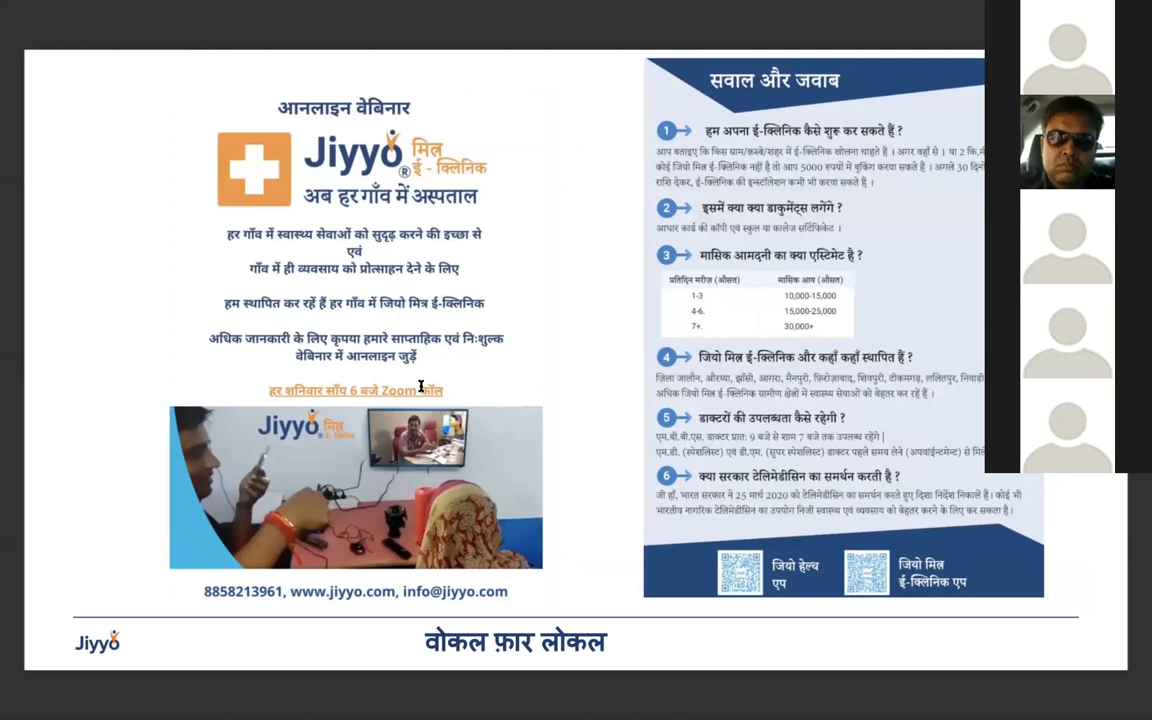 आनलाइन वेबिनार
Jiyyo® मित्र
ई - क्लिनिक
अब हर गाँव में अस्पताल
हर गाँव में स्वास्थ्य सेवाओं को सुदृढ़ करने की इच्छा से
एवं
गाँव में ही व्यवसाय को प्रोत्साहन देने के लिए
हम स्थापित कर रहें हैं हर गाँव में जियो मित्र ई-क्लिनिक
अधिक जानकारी के लिए कृपया हमारे साप्ताहिक एवं निःशुल्क
वेबिनार में आनलाइन जुड़ें
हर शनिवार साँय 6 बजे Zoom कॉल
Jiyyo मित्र
8858213961, www.jiyyo.com, info@jiyyo.com
सवाल और जवाब
1 हम अपना ई-क्लिनिक कैसे शुरू कर सकते हैं ?
आप बताइए कि किस ग्राम/क़स्बे/शहर में ई-क्लिनिक खोलना चाहते हैं । अगर वहाँ से 1 या 2 कि.मी
कोई जियो मित्र ई-क्लिनिक नहीं है तो आप 5000 रुपयों में बुकिंग करवा सकते हैं । अगले 30 दिनो
राशि देकर, ई-क्लिनिक की इन्स्टॉलेशन कभी भी करवा सकते हैं ।
2 इसमें क्या क्या डाकुमेंट्स लगेंगे ?
आधार कार्ड की कॉपी एवं स्कुल या कालेज सर्टिफिकेट ।
3 मासिक आमदनी का क्या एस्टिमेट है ?
प्रतिदिन मरीज़ (औसत) मासिक आय (औसत)
1-3 10,000-15,000
4-6. 15,000-25,000
7+. 30,000+
4 जियो मित्र ई-क्लिनिक और कहाँ कहाँ स्थापित हैं ?
ज़िला जालौन, औरय्या, झाँसी, आगरा, मैनपुरी, फ़िरोज़ाबाद, शिवपुरी, टीकमगढ़, ललितपुर, निवाड़ी
अधिक जियो मित्र ई-क्लिनिक ग्रामीण क्षेत्रों में स्वास्थ्य सेवाओं को बेहतर कर रहें हैं ।
5 डाक्टरों की उपलब्धता कैसे रहेगी ?
एम.बी.बी.एस. डाक्टर प्रात: 9 बजे से शाम 7 बजे तक उपलब्ध रहेंगे |
एम.डी. (स्पेशलिस्ट) एवं डी.एम. (सुपर स्पेशलिस्ट) डाक्टर पहले समय लेने (अपवाईन्टमेन्ट) से मिले
6 क्या सरकार टेलिमेडीसिन का समर्थन करती है ?
जी हाँ, भारत सरकार ने 25 मार्च 2020 को टेलिमेडीसिन का समर्थन करते हुए दिशा निर्देश निकालें हैं। कोई भी
भारतीय नागरिक टेलिमेडीसिन का उपयोग निजी स्वास्थ्य एवं व्यवसाय को बेहतर करने के लिए कर सकता है ।
जियो हेल्थ
एप
जियो मित्र
ई-क्लिनिक एप
Jiyyo
वोकल फ़ार लोकल